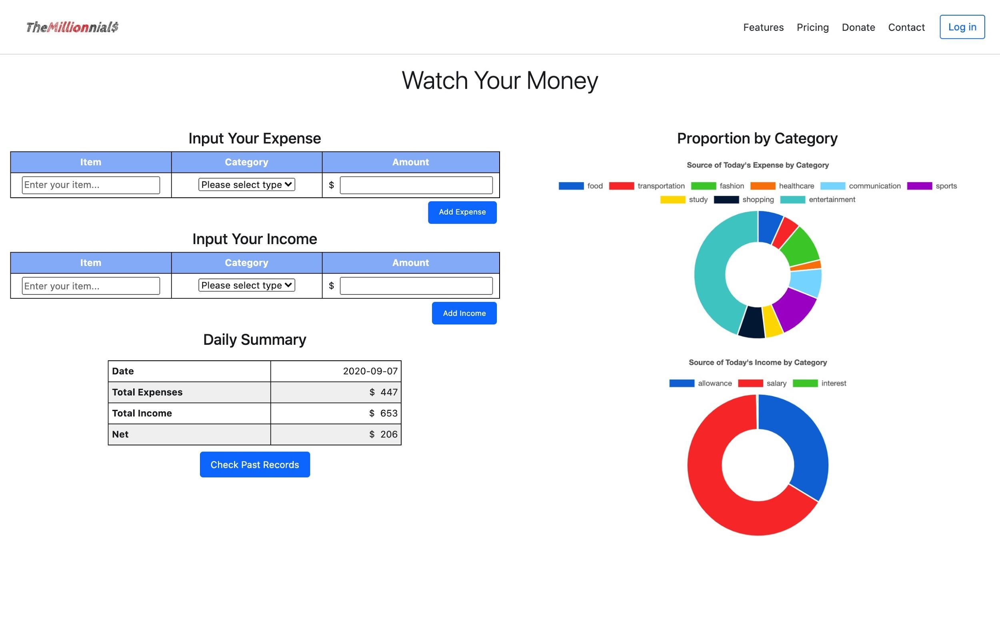 TheMillionnial$
Features Pricing Donate Contact Log in
Watch Your Money
Input Your Expense
Item Category Amount
Enter your item... Please select type $
Add Expense
Input Your Income
Item Category Amount
Enter your item... Please select type $
Add Income
Daily Summary
Date 2020-09-07
Total Expenses $ 447
Total Income $ 653
Net $ 206
Check Past Records
Proportion by Category
Source of Today's Expense by Category
food transportation fashion healthcare communication sports
study shopping entertainment
Source of Today's Income by Category
allowance salary interest